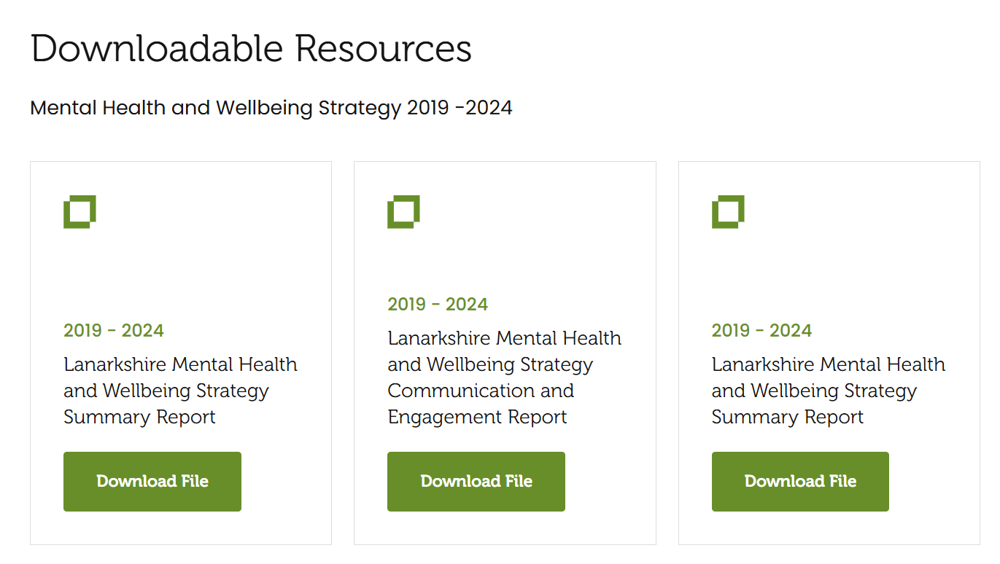 Downloadable Resources
Mental Health and Wellbeing Strategy 2019 -2024
2019 - 2024
Lanarkshire Mental Health
and Wellbeing Strategy
Summary Report
Download File
2019 - 2024
Lanarkshire Mental Health
and Wellbeing Strategy
Communication and
Engagement Report
Download File
2019 - 2024
Lanarkshire Mental Health
and Wellbeing Strategy
Summary Report
Download File